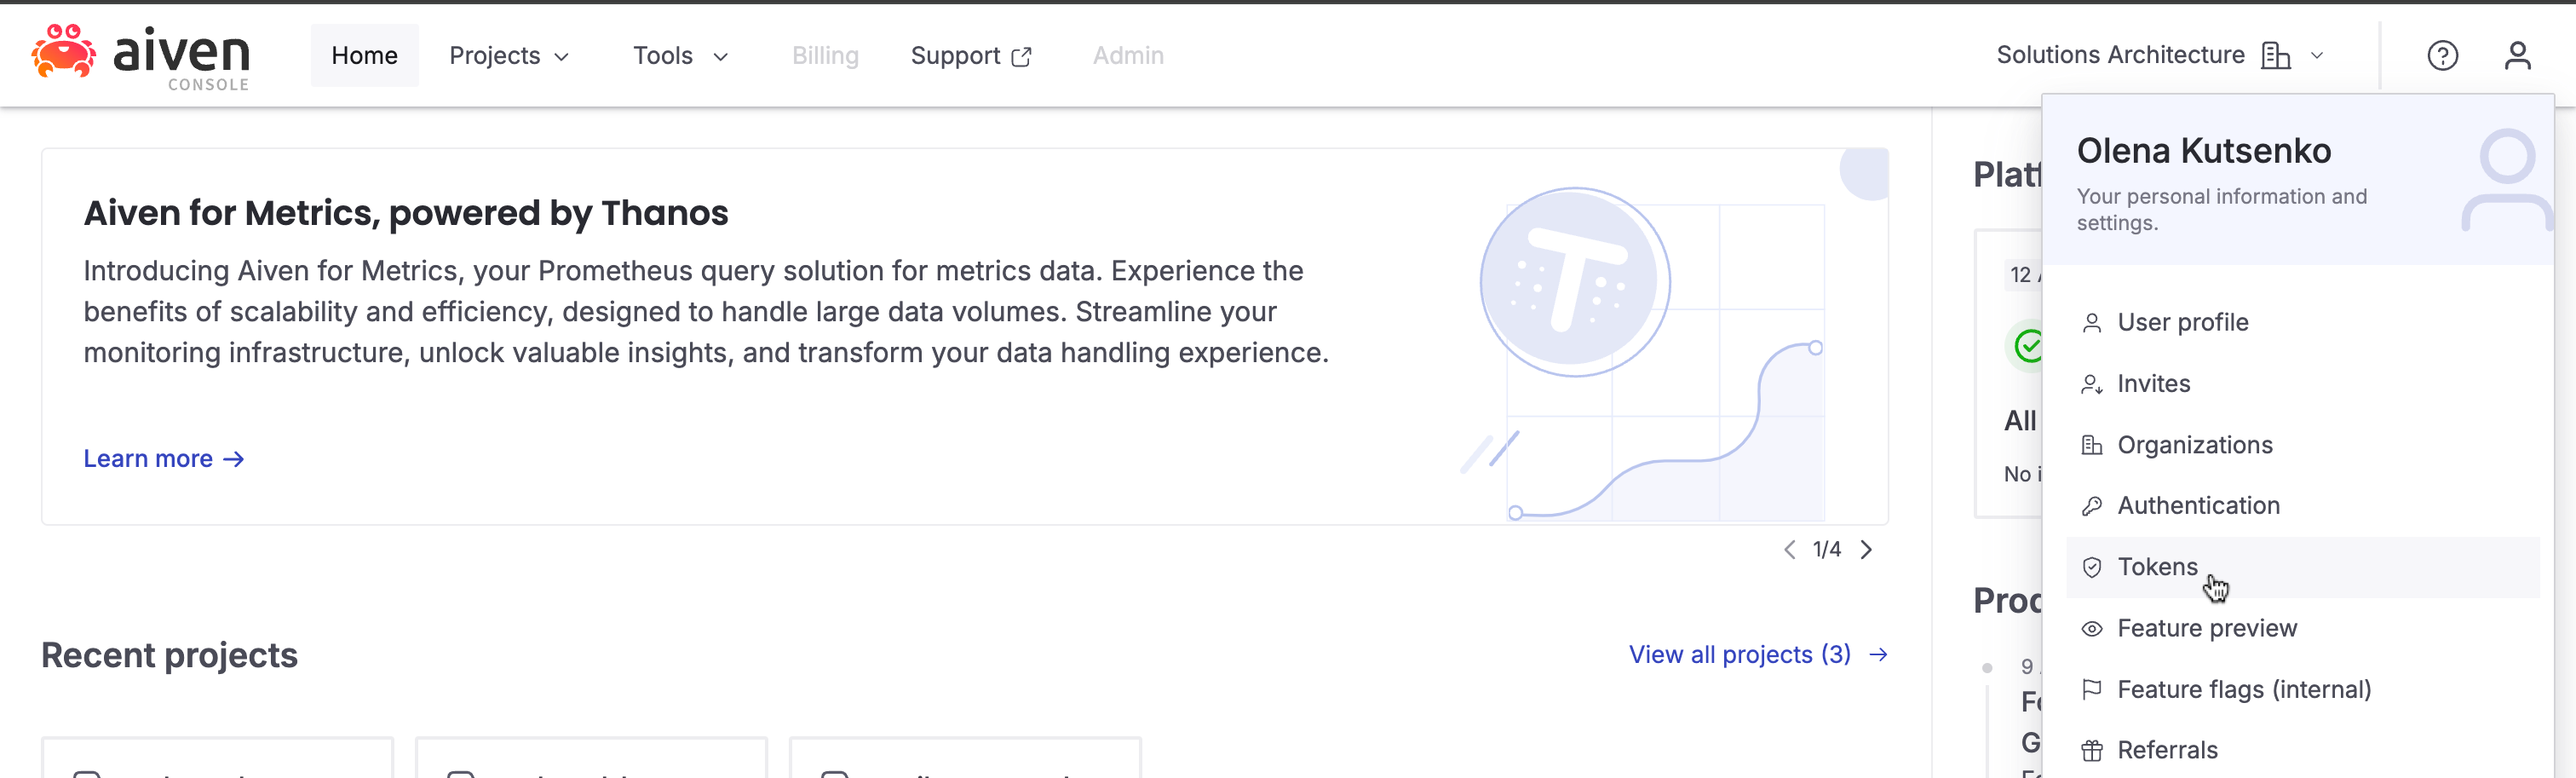 aiven
CONSOLE
Home
Projects
Tools
Billing
Support
Admin
Solutions Architecture
Aiven for Metrics, powered by Thanos
Introducing Aiven for Metrics, your Prometheus query solution for metrics data. Experience the
benefits of scalability and efficiency, designed to handle large data volumes. Streamline your
monitoring infrastructure, unlock valuable insights, and transform your data handling experience.
Learn more
T
1/4
Recent projects
View all projects (3)
12
All
No
9
Olena Kutsenko
Your personal information and
settings.
User profile
Invites
Organizations
Authentication
Tokens
Feature preview
Feature flags (internal)
Referrals